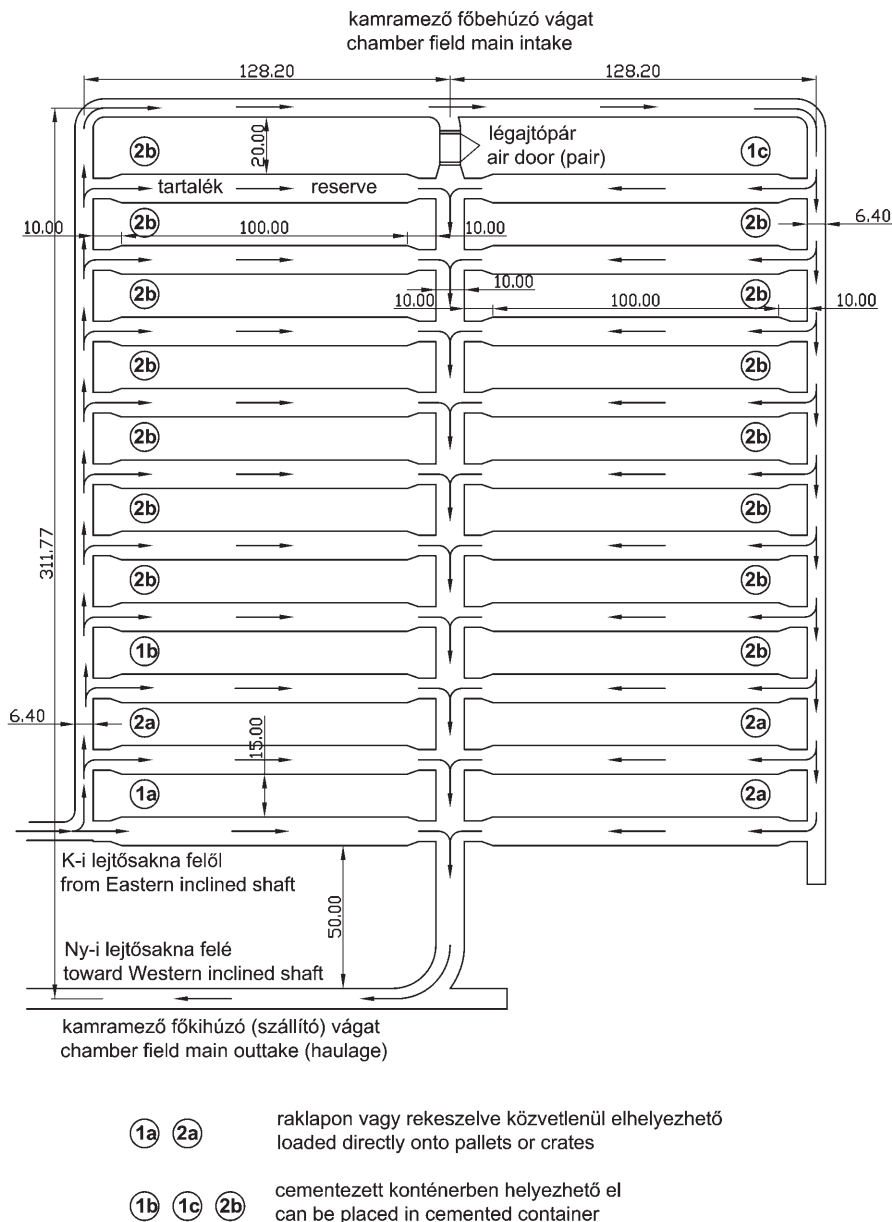 kamramező főbehúzó vágat
chamber field main intake
128.20 128.20
légajtópár
air door (pair)
20.00
2b 1c
tartalék reserve
2b 2b
10.00 100.00 10.00 6.40
2b 2b
10.00
10.00 100.00 10.00
2b 2b
2b 2b
2b 2b
311.77
2b 2b
1b 2b
6.40
2a 2a
15.00
1a 2a
K-i lejtősakna felől
from Eastern inclined shaft
50.00
Ny-i lejtősakna felé
toward Western inclined shaft
kamramező főkihúzó (szállító) vágat
chamber field main outtake (haulage)
1a 2a raklapon vagy rekeszelve közvetlenül elhelyezhető
loaded directly onto pallets or crates
1b 1c 2b cementezett konténerben helyezhető el
can be placed in cemented container